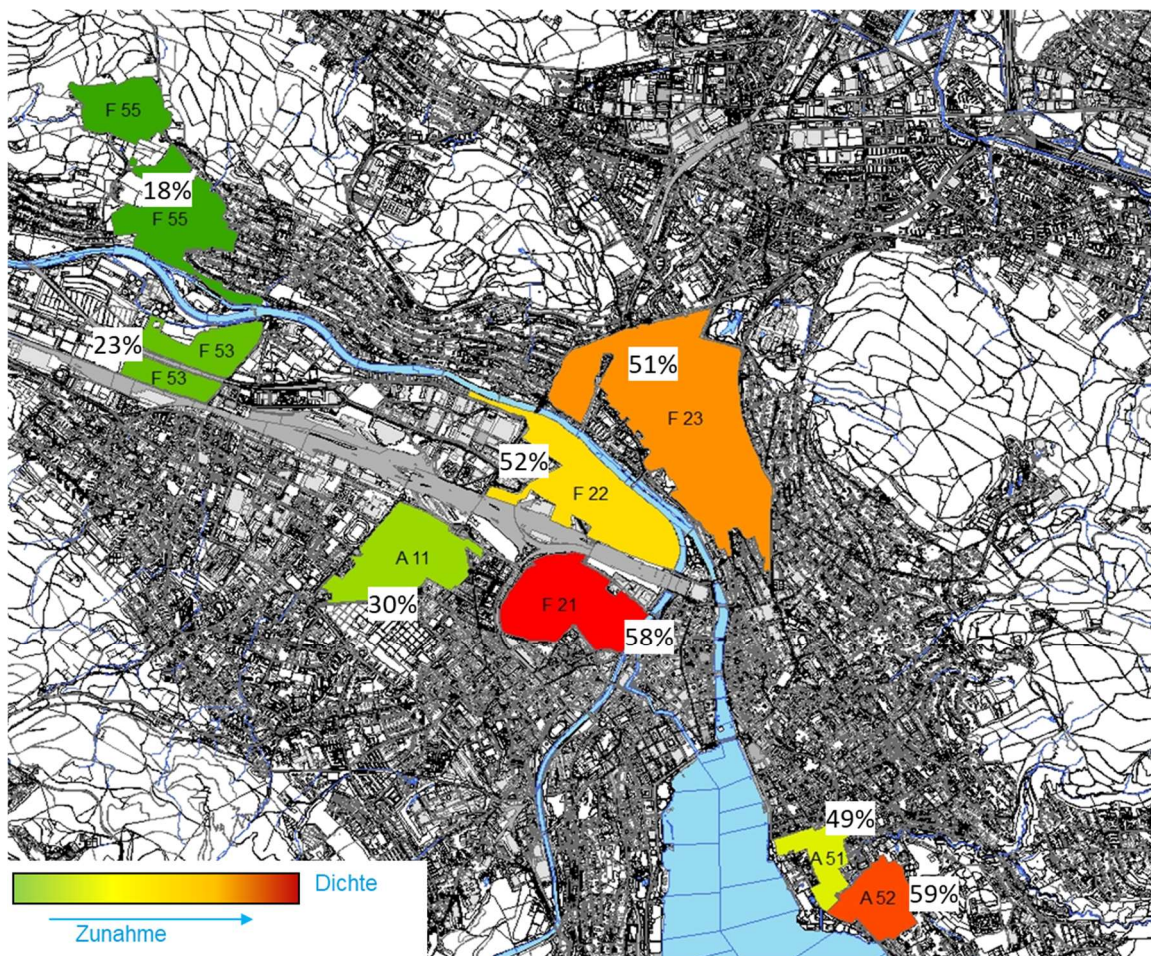 F 55
18%
F 55
23%
F 53
F 53
51%
F 23
52%
F 22
A 11
30%
F 21
58%
49%
A 51
A 52
59%
Dichte
Zunahme